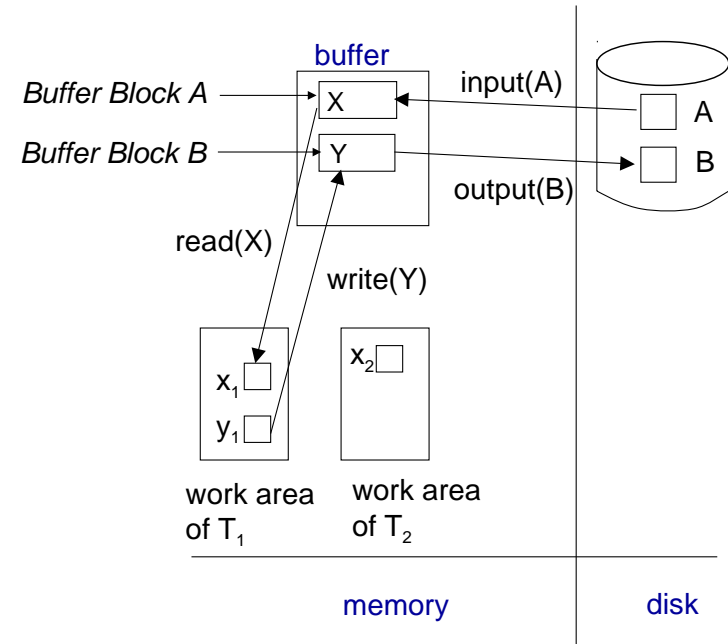 buffer
Buffer Block A
X
input(A)
A
Buffer Block B
Y
B
output(B)
read(X)
write(Y)
x₁
y₁
x₂
work area
of T₁
work area
of T₂
memory
disk